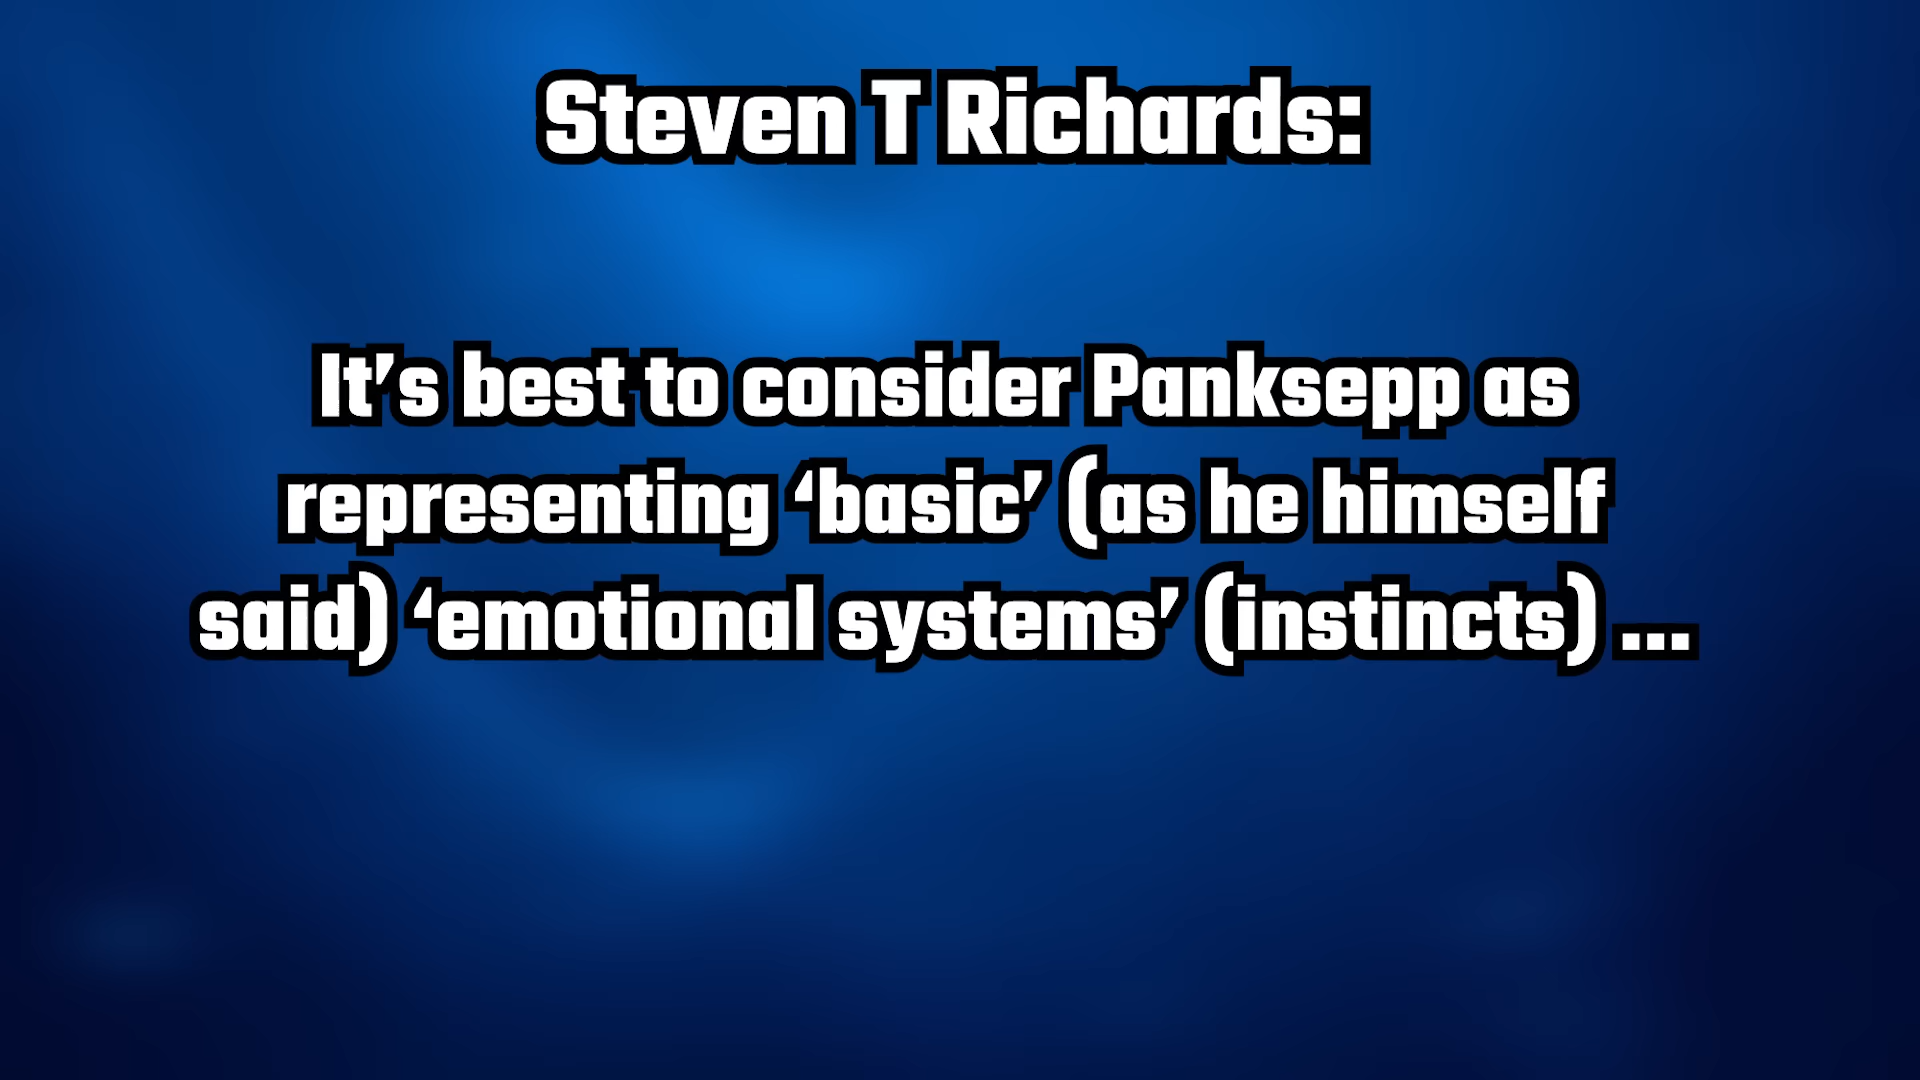 Steven T Richards:
It’s best to consider Panksepp as
representing ‘basic’ (as he himself
said) ‘emotional systems’ (instincts) ...